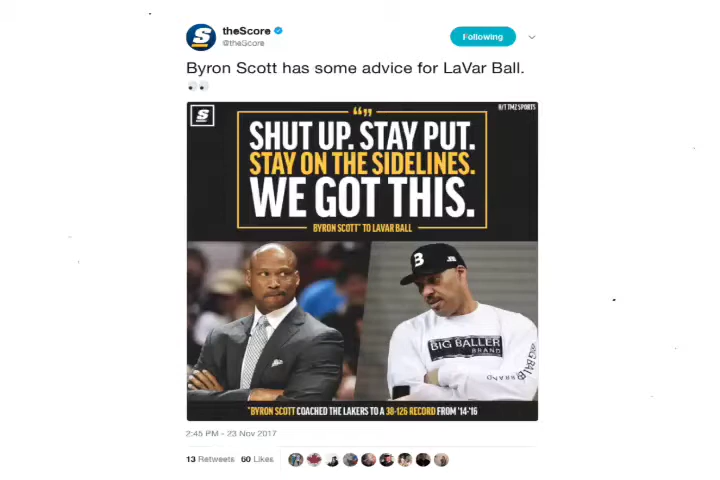 theScore
@theScore
Following
Byron Scott has some advice for LaVar Ball.
S
H/T TMZ SPORTS
“”
SHUT UP. STAY PUT.
STAY ON THE SIDELINES.
WE GOT THIS.
BYRON SCOTT* TO LAVAR BALL
B
BIG BALLER
BRAND
*BYRON SCOTT COACHED THE LAKERS TO A 38-126 RECORD FROM '14-'16
2:45 PM - 23 Nov 2017
13 Retweets 60 Likes